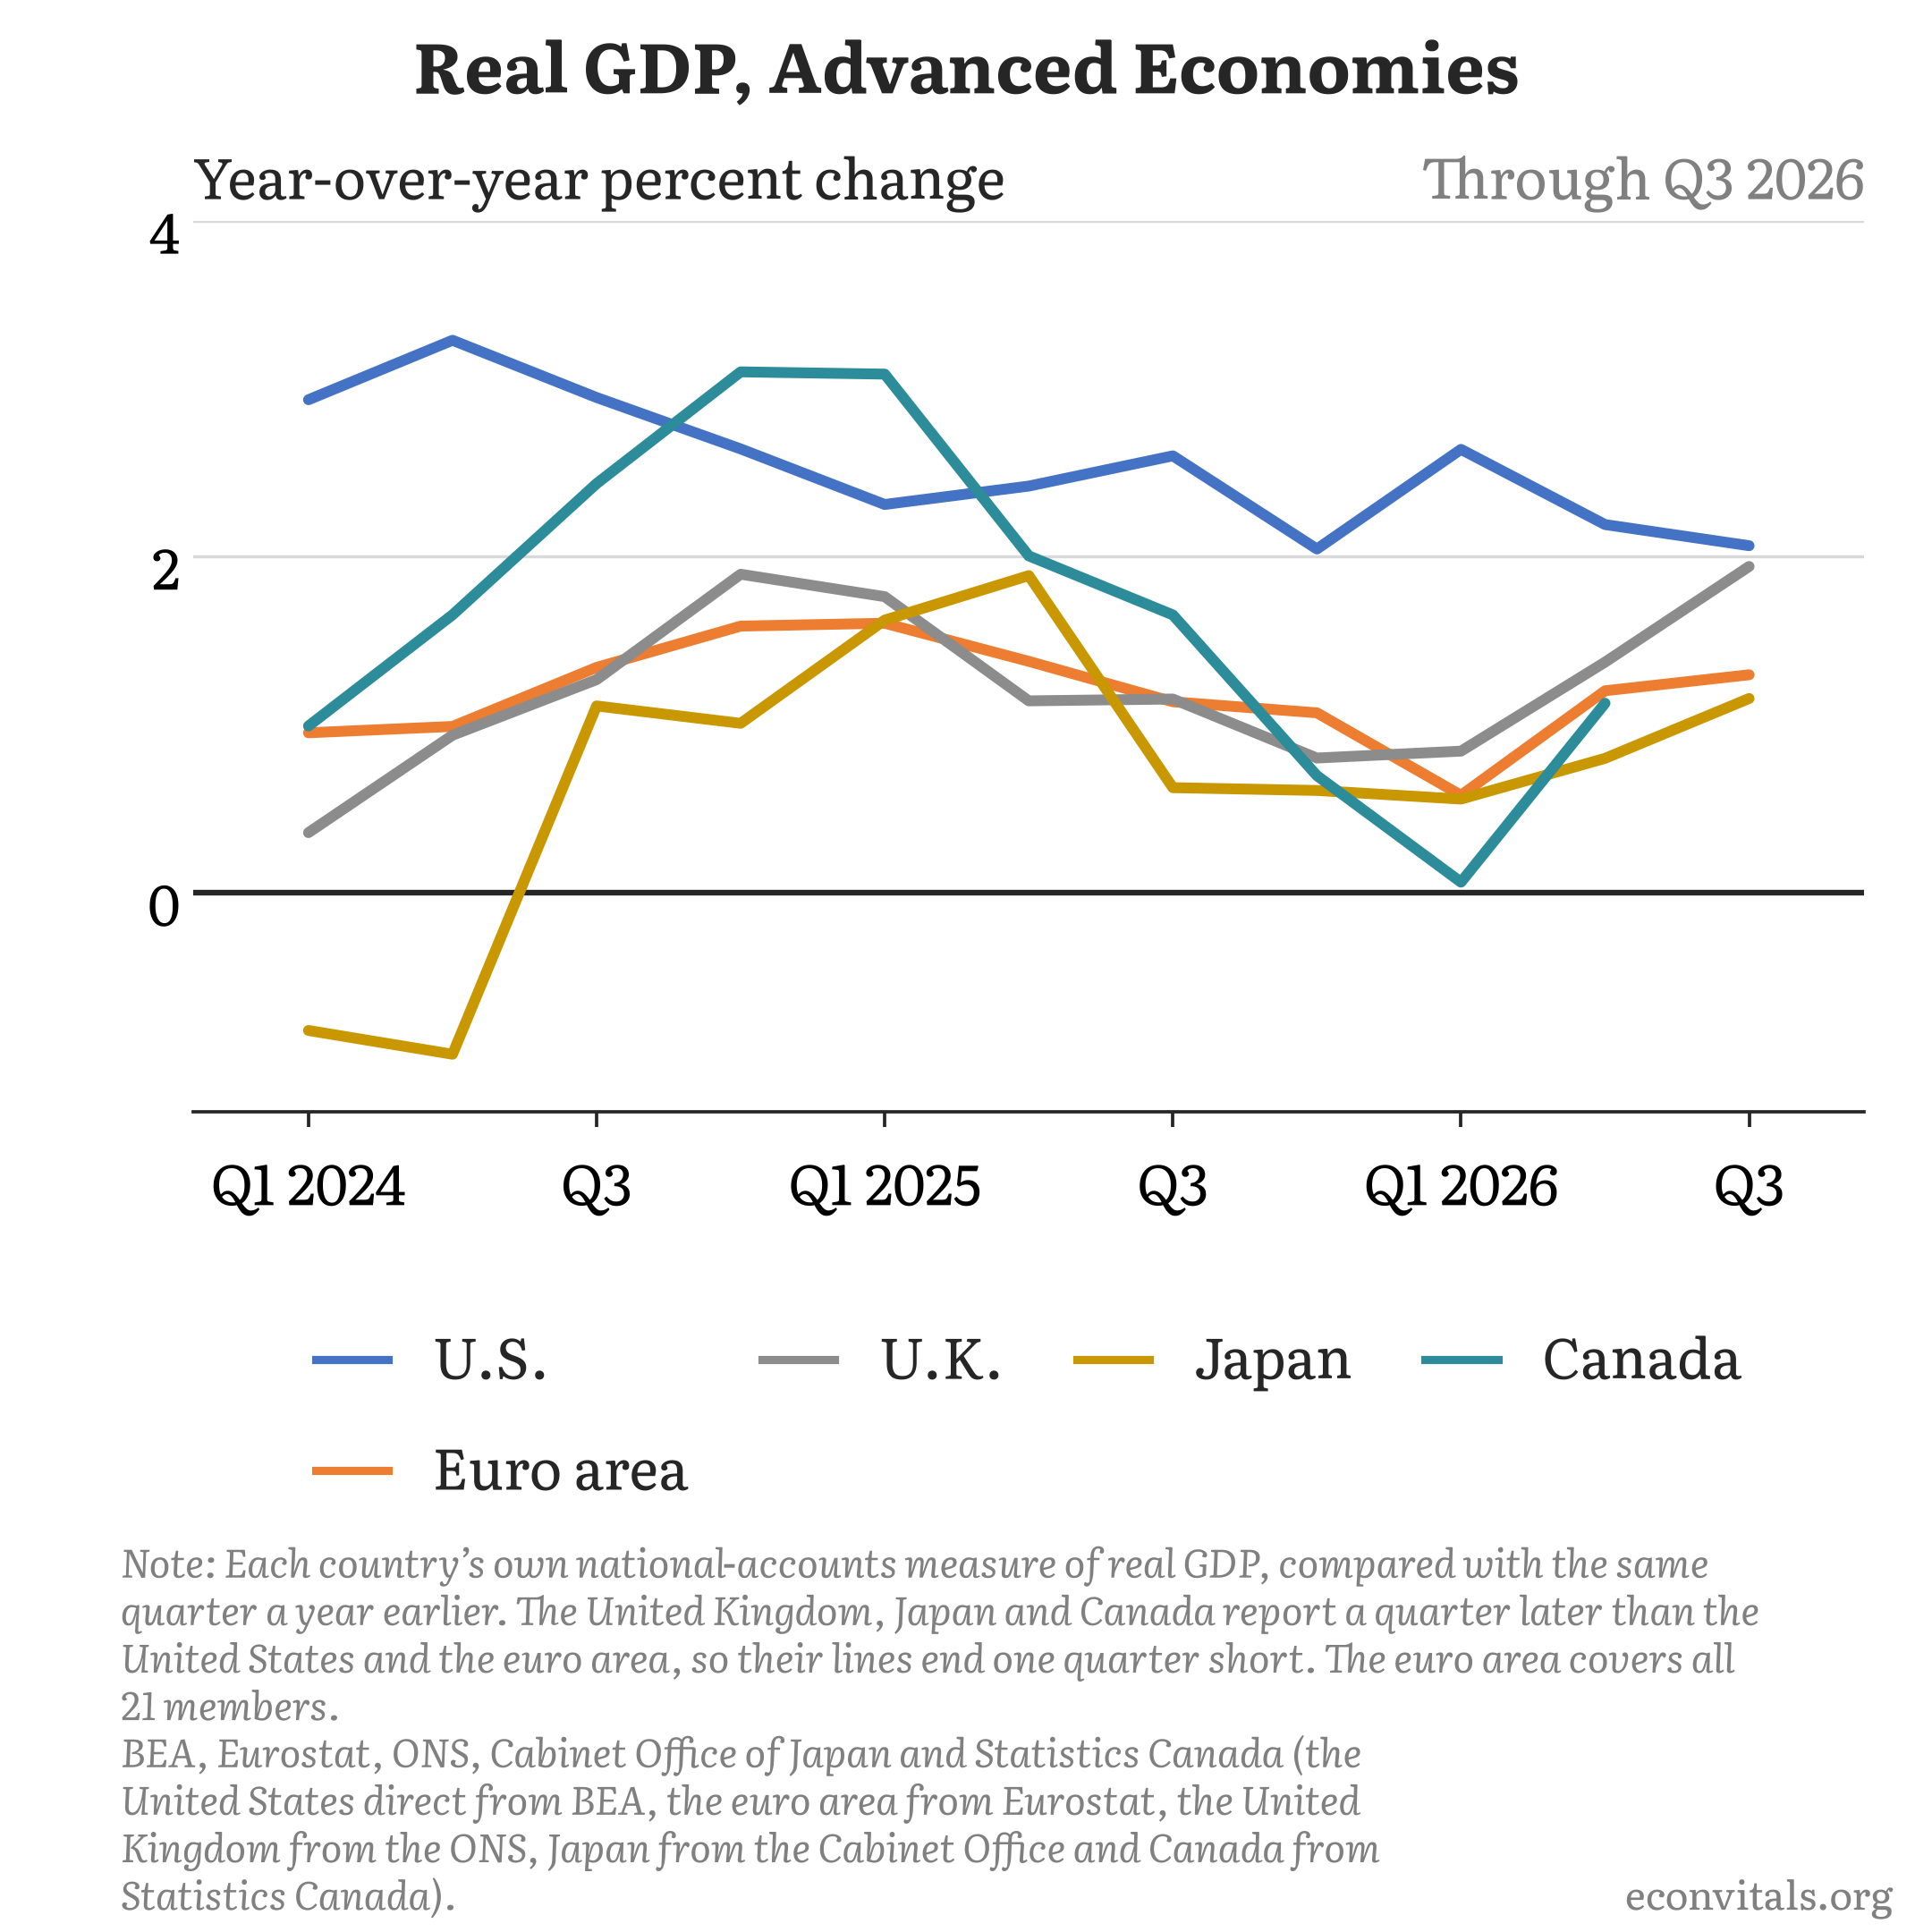 Real GDP, Advanced Economies
Year-over-year percent change
Through Q3 2026
4
2
0
Q1 2024
Q3
Q1 2025
Q3
Q1 2026
Q3
U.S.
U.K.
Japan
Canada
Euro area
Note: Each country’s own national-accounts measure of real GDP, compared with the same
quarter a year earlier. The United Kingdom, Japan and Canada report a quarter later than the
United States and the euro area, so their lines end one quarter short. The euro area covers all
21 members.
BEA, Eurostat, ONS, Cabinet Office of Japan and Statistics Canada (the
United States direct from BEA, the euro area from Eurostat, the United
Kingdom from the ONS, Japan from the Cabinet Office and Canada from
Statistics Canada).
econvitals.org